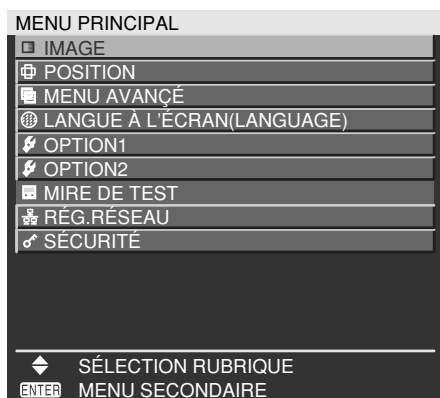 MENU PRINCIPAL
IMAGE
POSITION
MENU AVANÇÉ
LANGUE À L'ÉCRAN(LANGUAGE)
OPTION1
OPTION2
MIRE DE TEST
RÉG.RÉSEAU
SÉCURITÉ
SÉLECTION RUBRIQUE
ENTER MENU SECONDAIRE